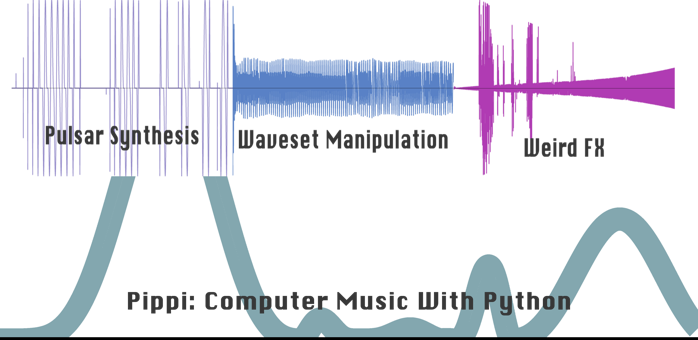 Pulsar Synthesis
Waveset Manipulation
Weird FX
Pippi: Computer Music With Python